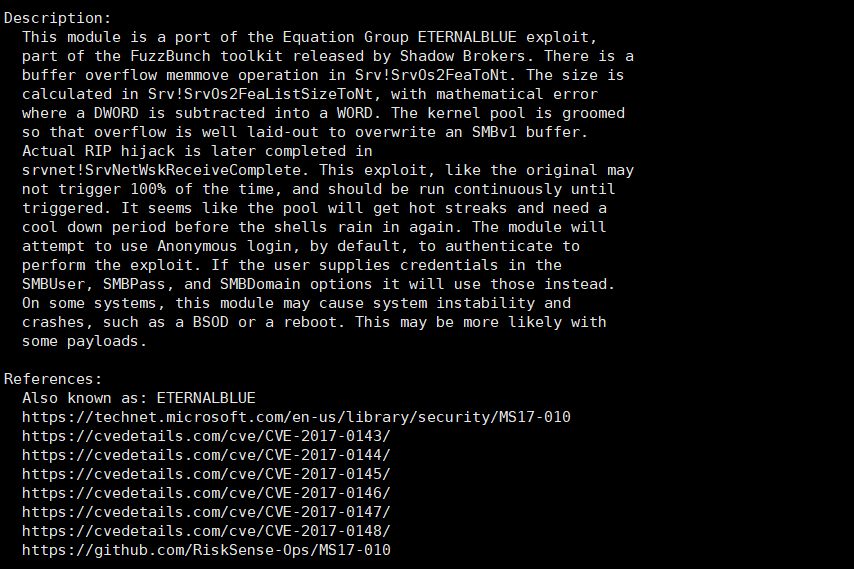 Description:
This module is a part of the Equation Group ETERNALBLUE exploit,
part of the FuzzBunch toolkit released by Shadow Brokers. There is a
buffer overflow memmove operation in Srv!SrvOs2FeaToNt. The size is
calculated in Srv!SrvOs2FeaListSizeToNt, with mathematical error
where a DWORD is subtracted into a WORD. The kernel pool is groomed
so that overflow is well laid-out to overwrite an SMBv1 buffer.
Actual RIP hijack is later completed in
srvnet!SrvNetWskReceiveComplete. This exploit, like the original may
not trigger 100% of the time, and should be run continuously until
triggered. It seems like the pool will get hot streaks and need a
cool down period before the shells rain in again. The module will
attempt to use Anonymous login, by default, to authenticate to
perform the exploit. If the user supplies credentials in the
SMBUser, SMBPass, and SMBDomain options it will use those instead.
On some systems, this module may cause system instability and
crashes, such as a BSOD or a reboot. This may be more likely with
some payloads.
References:
Also known as: ETERNALBLUE
https://technet.microsoft.com/en-us/library/security/MS17-010
https://cvedetails.com/cve/CVE-2017-0143/
https://cvedetails.com/cve/CVE-2017-0144/
https://cvedetails.com/cve/CVE-2017-0145/
https://cvedetails.com/cve/CVE-2017-0146/
https://cvedetails.com/cve/CVE-2017-0147/
https://cvedetails.com/cve/CVE-2017-0148/
https://github.com/RiskSense-Ops/MS17-010